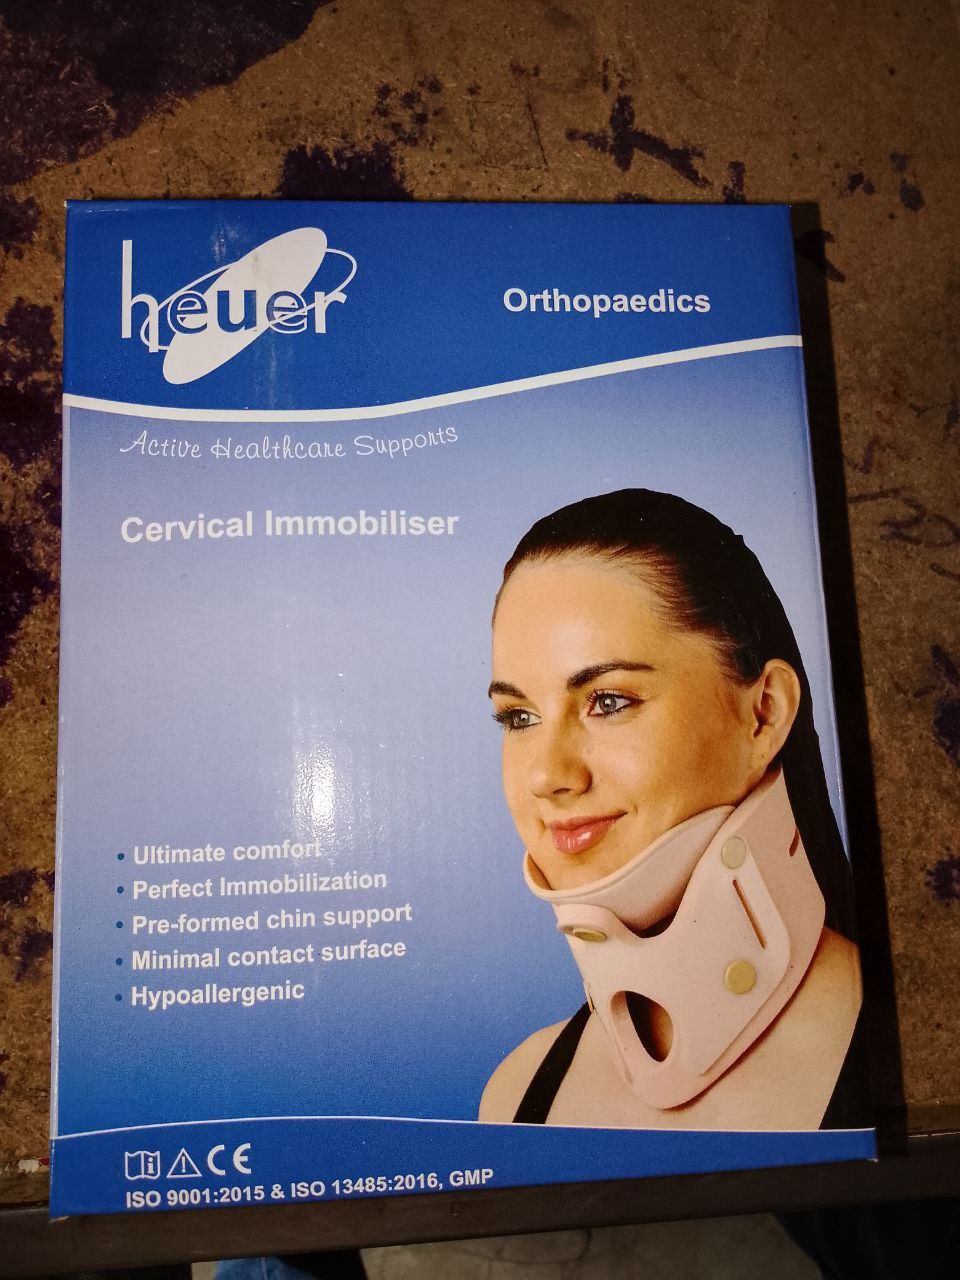 heuer
Orthopaedics
Active Healthcare Supports
Cervical Immobiliser
• Ultimate comfort
• Perfect Immobilization
• Pre-formed chin support
• Minimal contact surface
• Hypoallergenic
CE
ISO 9001:2015 & ISO 13485:2016, GMP